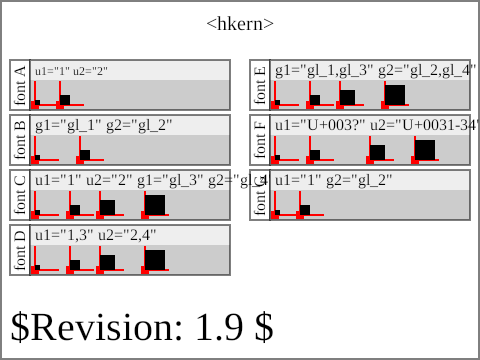 <hkern>
font A
u1="1" u2="2"
font B
g1="gl_1" g2="gl_2"
font C
u1="1" u2="2" g1="gl_3" g2="gl_4"
font D
u1="1,3" u2="2,4"
font E
g1="gl_1,gl_3" g2="gl_2,gl_4"
font F
u1="U+003?" u2="U+0031-34"
u1="1" g2="gl_2"
$Revision: 1.9 $